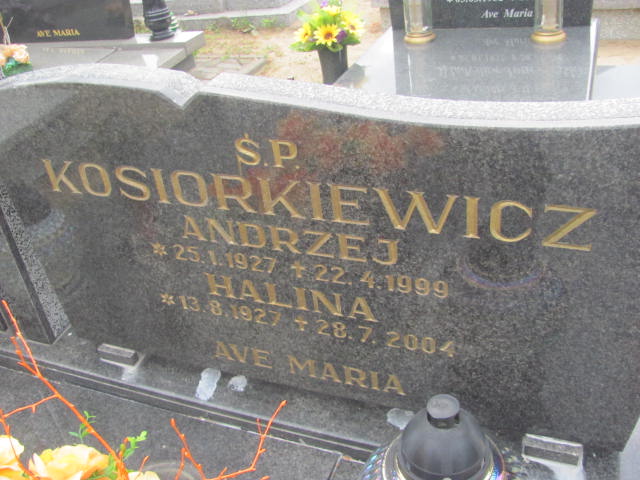 AVE MARIA
Ave Maria
Ś.P.
KOSIORKIEWICZ
ANDRZEJ
* 25.1.1927 + 22.4.1999
HALINA
* 13.8.1927 + 28.7.2004
AVE MARIA